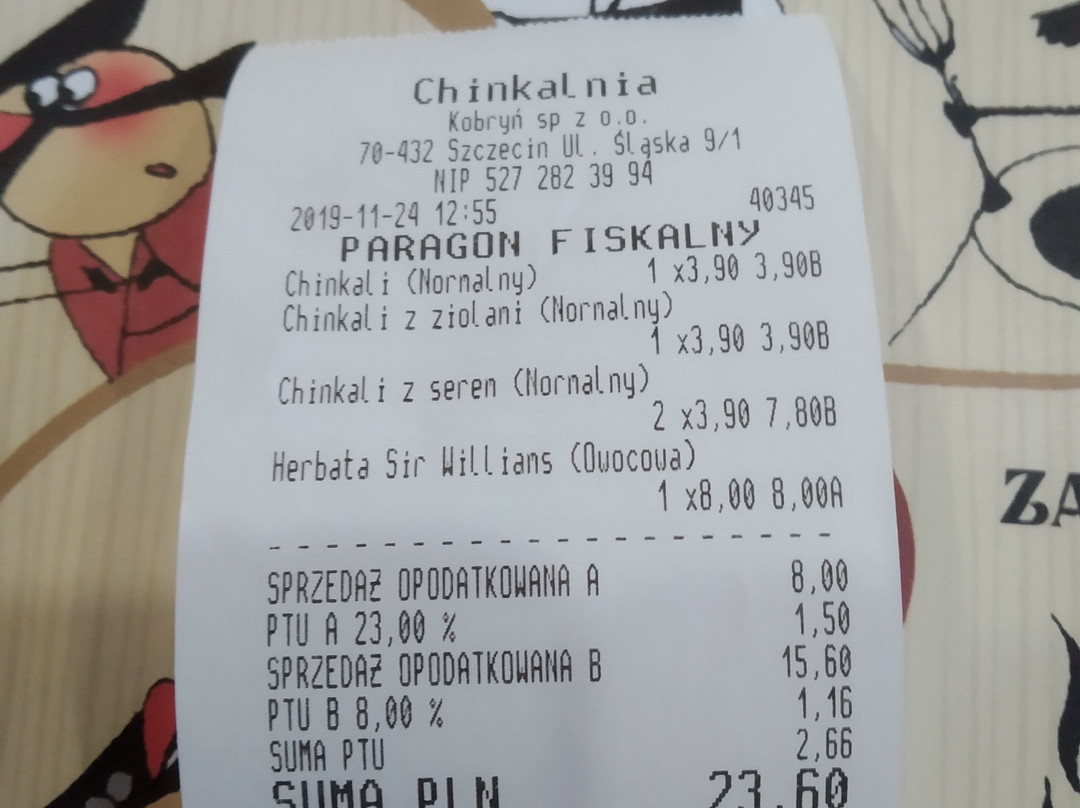 Chinkalnia
Kobryń sp z o.o.
70-432 Szczecin Ul. Śląska 9/1
NIP 527 282 39 94
2019-11-24 12:55 40345
PARAGON FISKALNY
Chinkali (Nornalny) 1 x3,90 3,90B
Chinkali z ziolani (Nornalny)
1 x3,90 3,90B
Chinkali z seren (Nornalny)
2 x3,90 7,80B
Herbata Sir Willians (Owocowa)
1 x8,00 8,00A
SPRZEDAŻ OPODATKOWANA A 8,00
PTU A 23,00 % 1,50
SPRZEDAŻ OPODATKOWANA B 15,60
PTU B 8,00 % 1,16
SUMA PTU 2,66
SUMA PLN 23,60
ZA